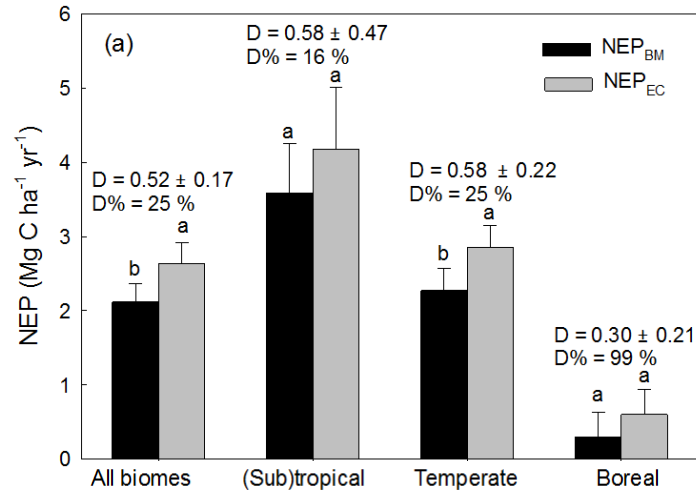 (a)
NEP_BM
NEP_EC
D = 0.52 ± 0.17
D% = 25 %
b
a
D = 0.58 ± 0.47
D% = 16 %
a
a
D = 0.58 ± 0.22
D% = 25 %
b
a
D = 0.30 ± 0.21
D% = 99 %
a
a
NEP (Mg C ha⁻¹ yr⁻¹)
6
5
4
3
2
1
0
All biomes
(Sub)tropical
Temperate
Boreal